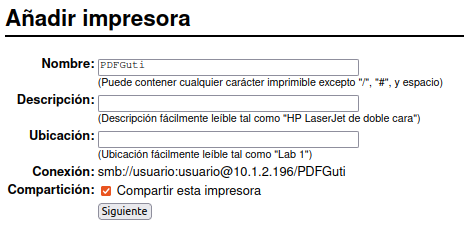 Añadir impresora
Nombre: PDFGuti
(Puede contener cualquier carácter imprimible excepto "/", "#", y espacio)
Descripción:
(Descripción fácilmente leíble tal como "HP LaserJet de doble cara")
Ubicación:
(Ubicación fácilmente leíble tal como "Lab 1")
Conexión: smb://usuario:usuario@10.1.2.196/PDFGuti
Compartición: Compartir esta impresora
Siguiente